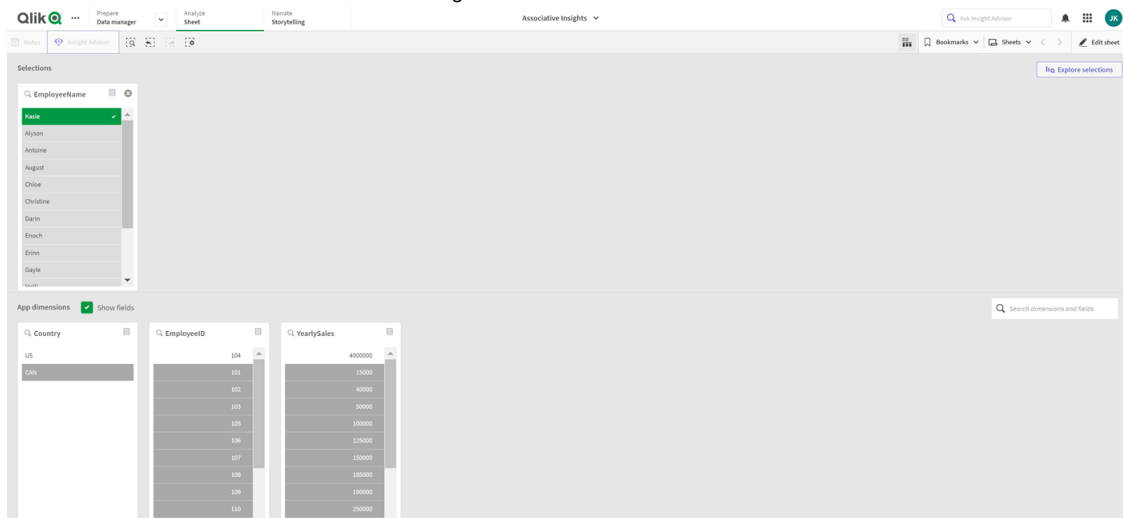 Qlik
Prepare
Data manager
Analyze
Sheet
Narrate
Storytelling
Associative Insights
Ask Insight Advisor
JK
Notes
Insight Advisor
Bookmarks
Sheets
Edit sheet
Selections
Explore selections
EmployeeName
Kasie
Alyson
Antoine
August
Chloe
Christine
Darin
Enoch
Erinn
Gayle
App dimensions
Show fields
Search dimensions and fields
Country
US
CAN
EmployeeID
104
101
102
103
105
106
107
108
109
110
YearlySales
4000000
15000
40000
50000
100000
125000
150000
185000
190000
250000